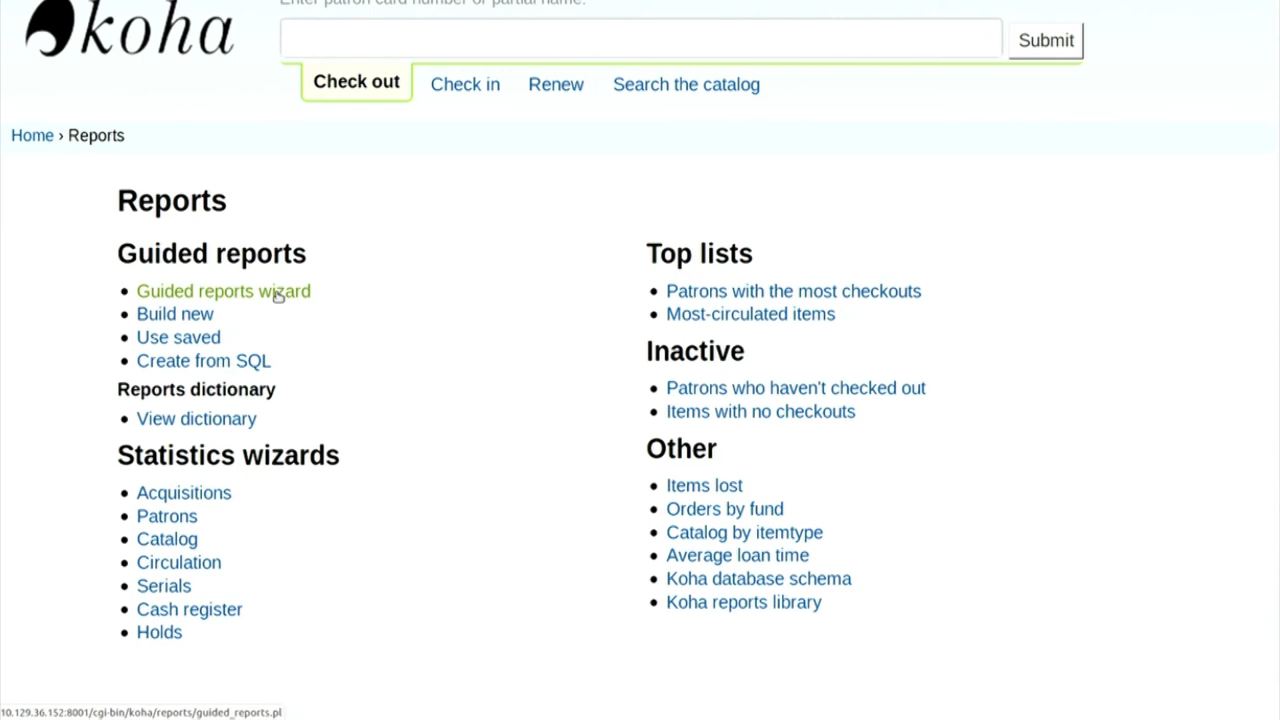 Enter patron card number or partial name:
koha
Submit
Check out Check in Renew Search the catalog
Home › Reports
Reports
Guided reports
Guided reports wizard
Build new
Use saved
Create from SQL
Reports dictionary
View dictionary
Statistics wizards
Acquisitions
Patrons
Catalog
Circulation
Serials
Cash register
Holds
Top lists
Patrons with the most checkouts
Most-circulated items
Inactive
Patrons who haven't checked out
Items with no checkouts
Other
Items lost
Orders by fund
Catalog by itemtype
Average loan time
Koha database schema
Koha reports library
10.129.36.152:8001/cgi-bin/koha/reports/guided_reports.pl